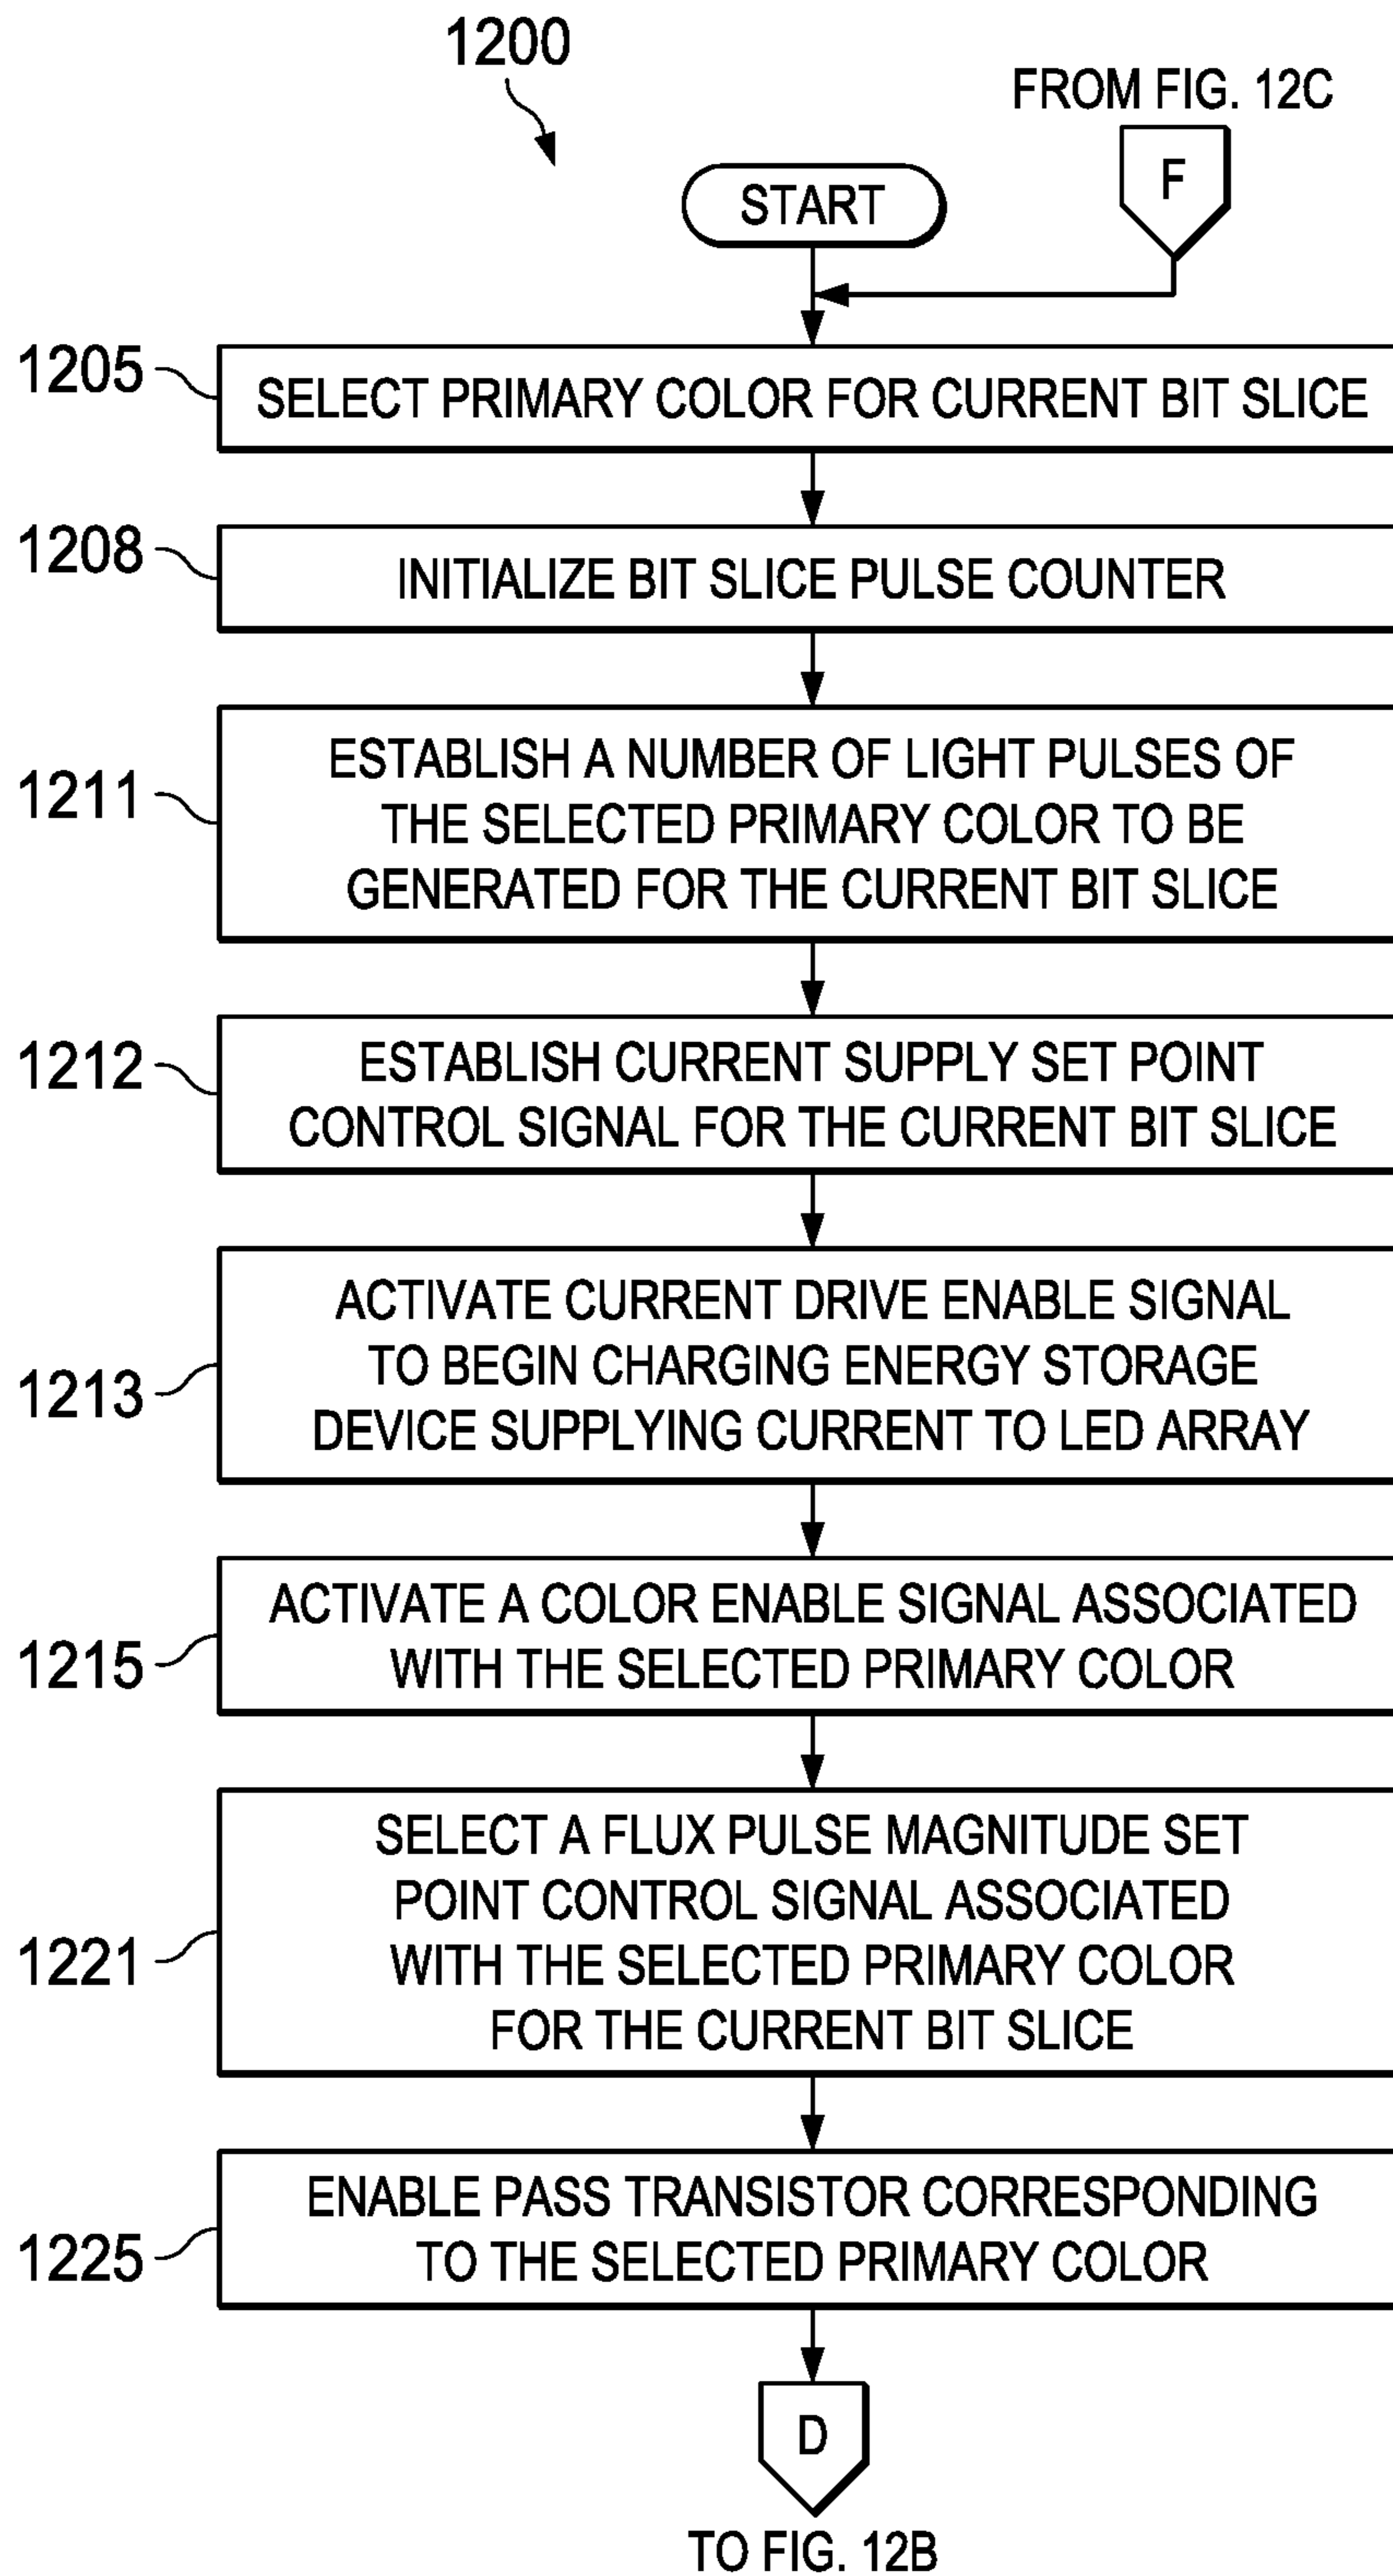 1200
FROM FIG. 12C
F
START
1205
SELECT PRIMARY COLOR FOR CURRENT BIT SLICE
1208
INITIALIZE BIT SLICE PULSE COUNTER
1211
ESTABLISH A NUMBER OF LIGHT PULSES OF
THE SELECTED PRIMARY COLOR TO BE
GENERATED FOR THE CURRENT BIT SLICE
1212
ESTABLISH CURRENT SUPPLY SET POINT
CONTROL SIGNAL FOR THE CURRENT BIT SLICE
1213
ACTIVATE CURRENT DRIVE ENABLE SIGNAL
TO BEGIN CHARGING ENERGY STORAGE
DEVICE SUPPLYING CURRENT TO LED ARRAY
1215
ACTIVATE A COLOR ENABLE SIGNAL ASSOCIATED
WITH THE SELECTED PRIMARY COLOR
1221
SELECT A FLUX PULSE MAGNITUDE SET
POINT CONTROL SIGNAL ASSOCIATED
WITH THE SELECTED PRIMARY COLOR
FOR THE CURRENT BIT SLICE
1225
ENABLE PASS TRANSISTOR CORRESPONDING
TO THE SELECTED PRIMARY COLOR
D
TO FIG. 12B